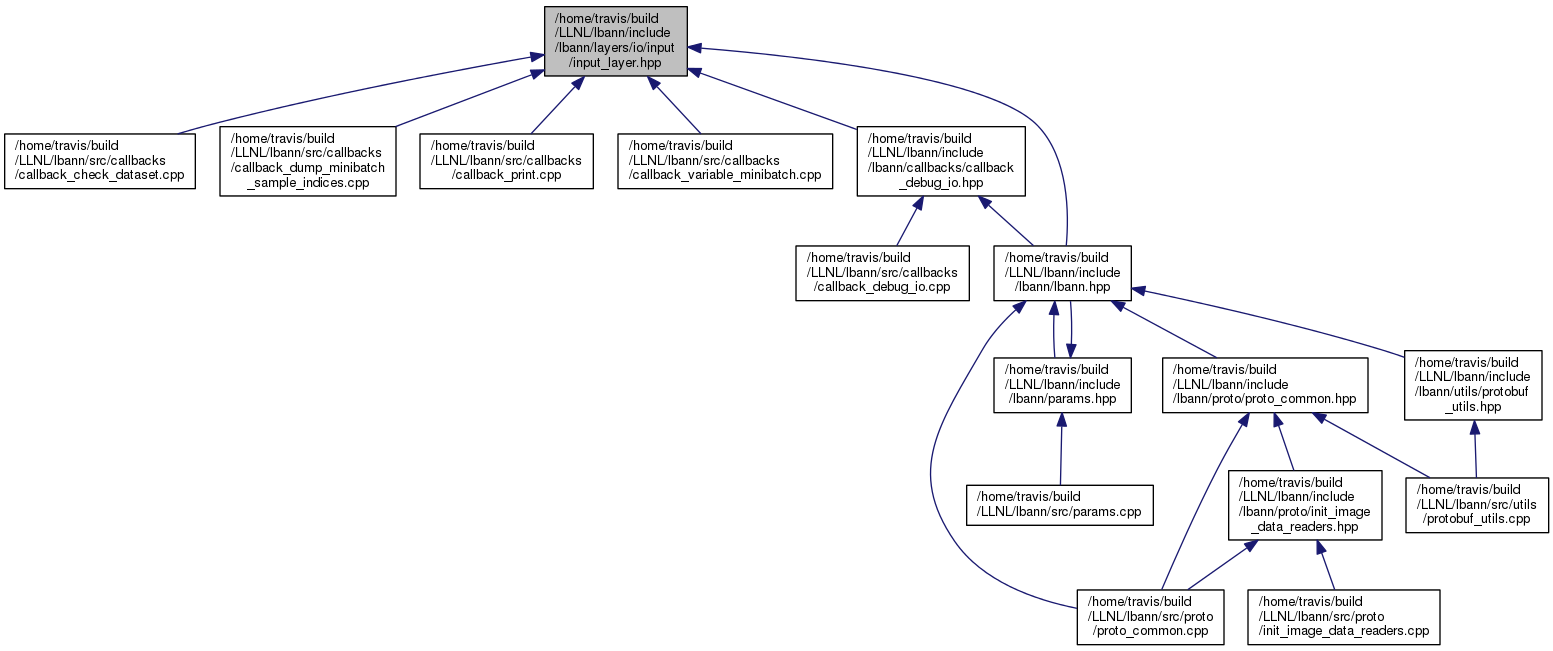 /home/travis/build
/LLNL/lbann/include
/lbann/layers/io/input
/input_layer.hpp
/home/travis/build
/LLNL/lbann/src/callbacks
/callback_check_dataset.cpp
/home/travis/build
/LLNL/lbann/src/callbacks
/callback_dump_minibatch
_sample_indices.cpp
/home/travis/build
/LLNL/lbann/src/callbacks
/callback_print.cpp
/home/travis/build
/LLNL/lbann/src/callbacks
/callback_variable_minibatch.cpp
/home/travis/build
/LLNL/lbann/include
/lbann/callbacks/callback
_debug_io.hpp
/home/travis/build
/LLNL/lbann/src/callbacks
/callback_debug_io.cpp
/home/travis/build
/LLNL/lbann/include
/lbann/lbann.hpp
/home/travis/build
/LLNL/lbann/include
/lbann/params.hpp
/home/travis/build
/LLNL/lbann/include
/lbann/proto/proto_common.hpp
/home/travis/build
/LLNL/lbann/include
/lbann/utils/protobuf
_utils.hpp
/home/travis/build
/LLNL/lbann/src/params.cpp
/home/travis/build
/LLNL/lbann/include
/lbann/proto/init_image
_data_readers.hpp
/home/travis/build
/LLNL/lbann/src/utils
/protobuf_utils.cpp
/home/travis/build
/LLNL/lbann/src/proto
/proto_common.cpp
/home/travis/build
/LLNL/lbann/src/proto
/init_image_data_readers.cpp